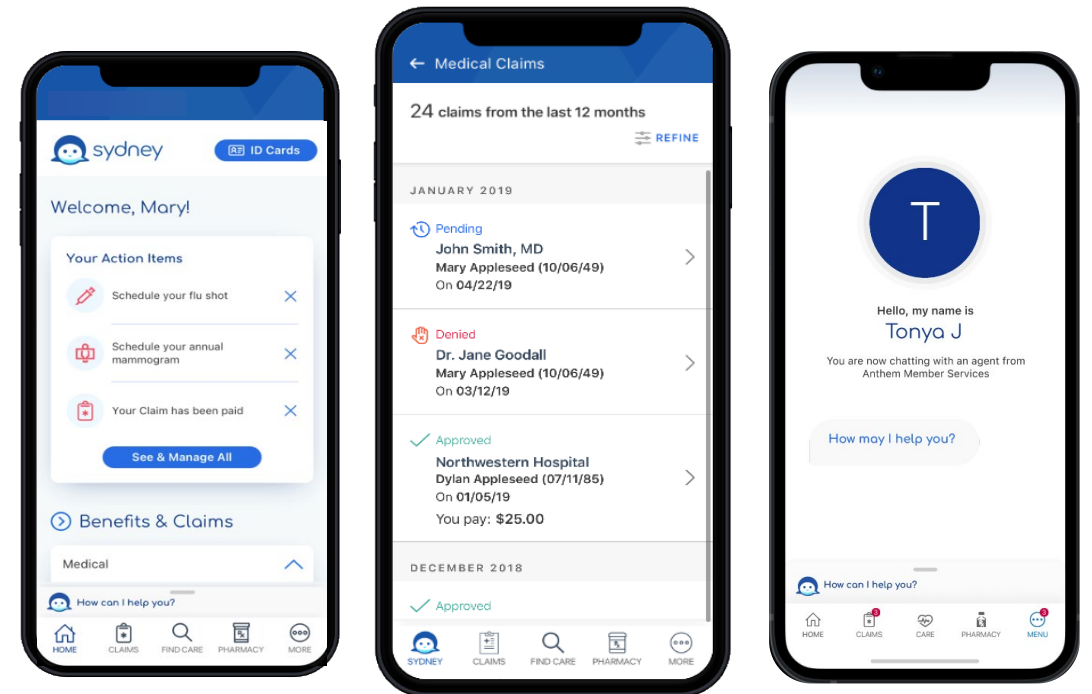 sydney
ID Cards
Welcome, Mary!
Your Action Items
Schedule your flu shot
Schedule your annual
mammogram
Your Claim has been paid
See & Manage All
Benefits & Claims
Medical
How can I help you?
HOME
CLAIMS
FIND CARE
PHARMACY
MORE
Medical Claims
24 claims from the last 12 months
REFINE
JANUARY 2019
Pending
John Smith, MD
Mary Appleseed (10/06/49)
On 04/22/19
Denied
Dr. Jane Goodall
Mary Appleseed (10/06/49)
On 03/12/19
Approved
Northwestern Hospital
Dylan Appleseed (07/11/85)
On 01/05/19
You pay: $25.00
DECEMBER 2018
Approved
SYDNEY
CLAIMS
FIND CARE
PHARMACY
MORE
T
Hello, my name is
Tonya J
You are now chatting with an agent from
Anthem Member Services
How may I help you?
How can I help you?
3
3
HOME
CLAIMS
CARE
PHARMACY
MENU